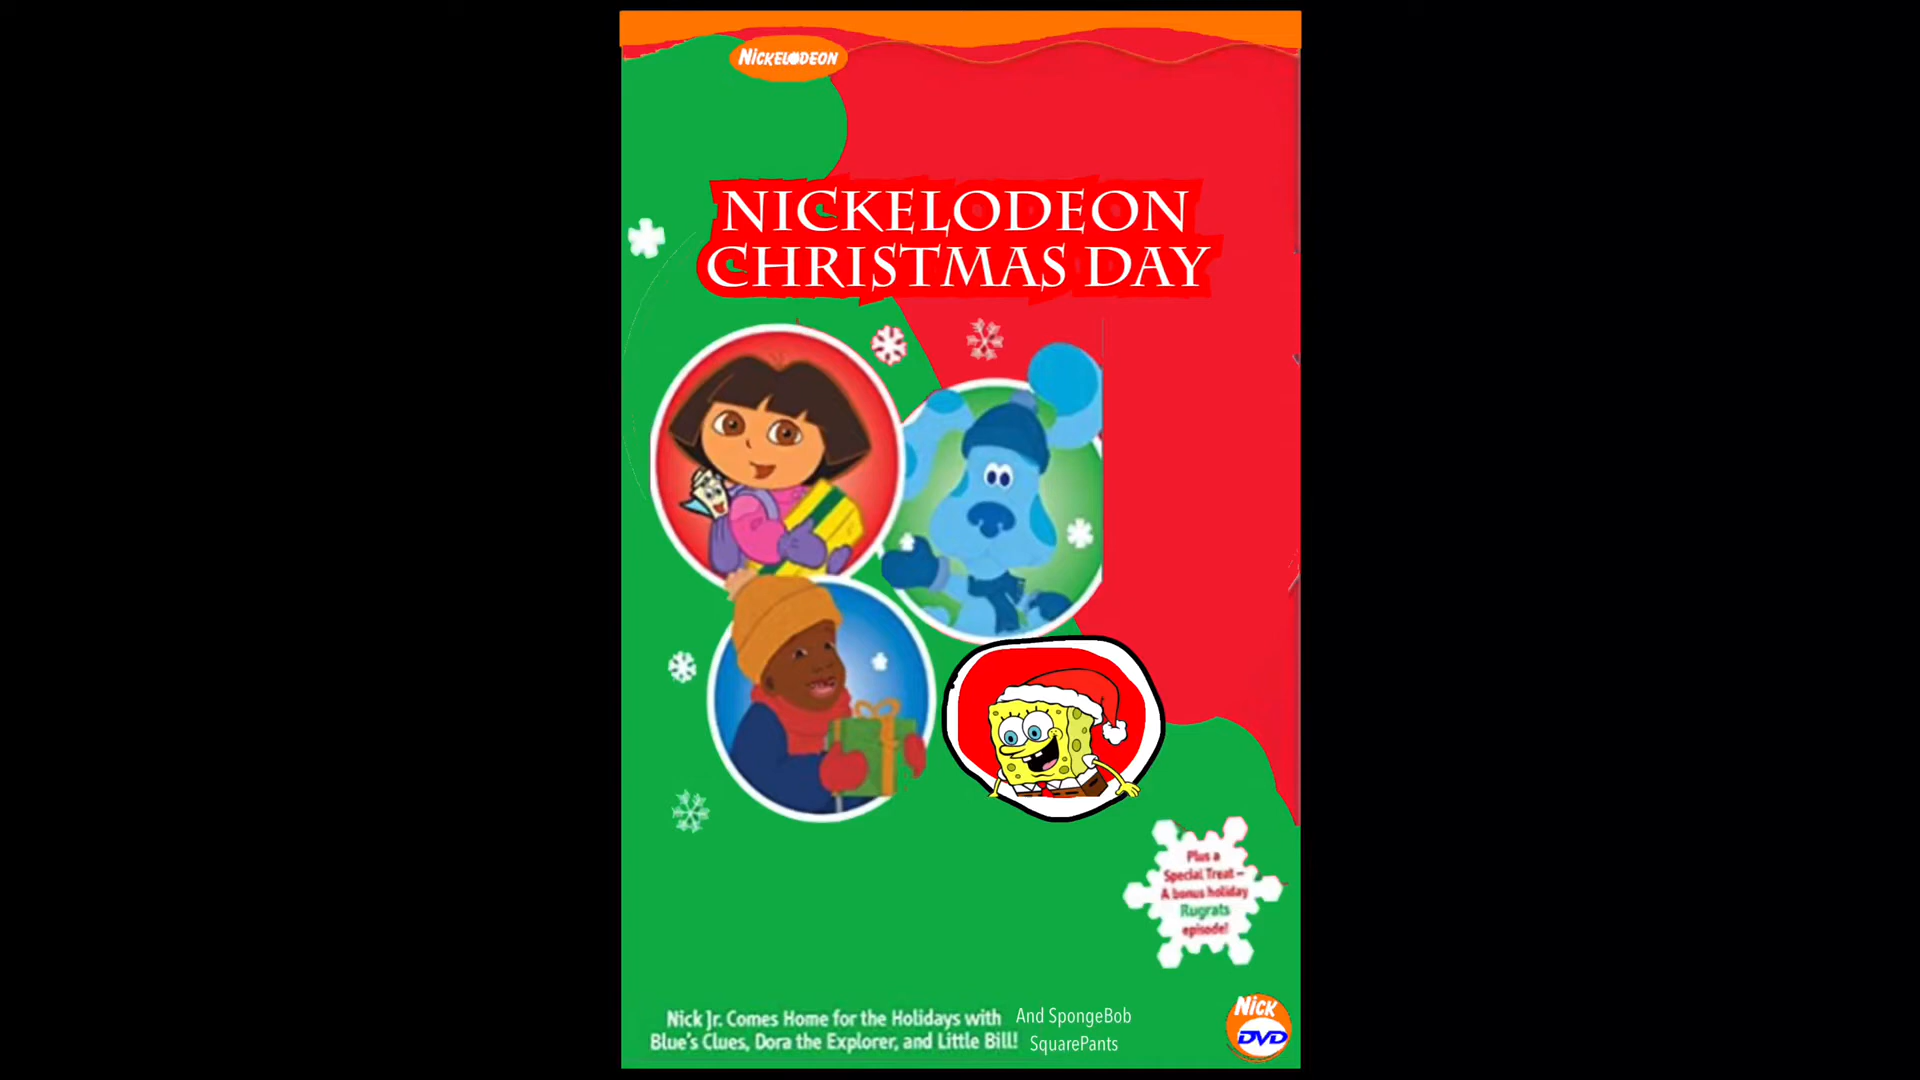 NICKELODEON
NICKELODEON
CHRISTMAS DAY
Plus a
Special Treat –
A bonus holiday
Rugrats
episode!
Nick Jr. Comes Home for the Holidays with
Blue's Clues, Dora the Explorer, and Little Bill!
And SpongeBob
SquarePants
NICK
DVD